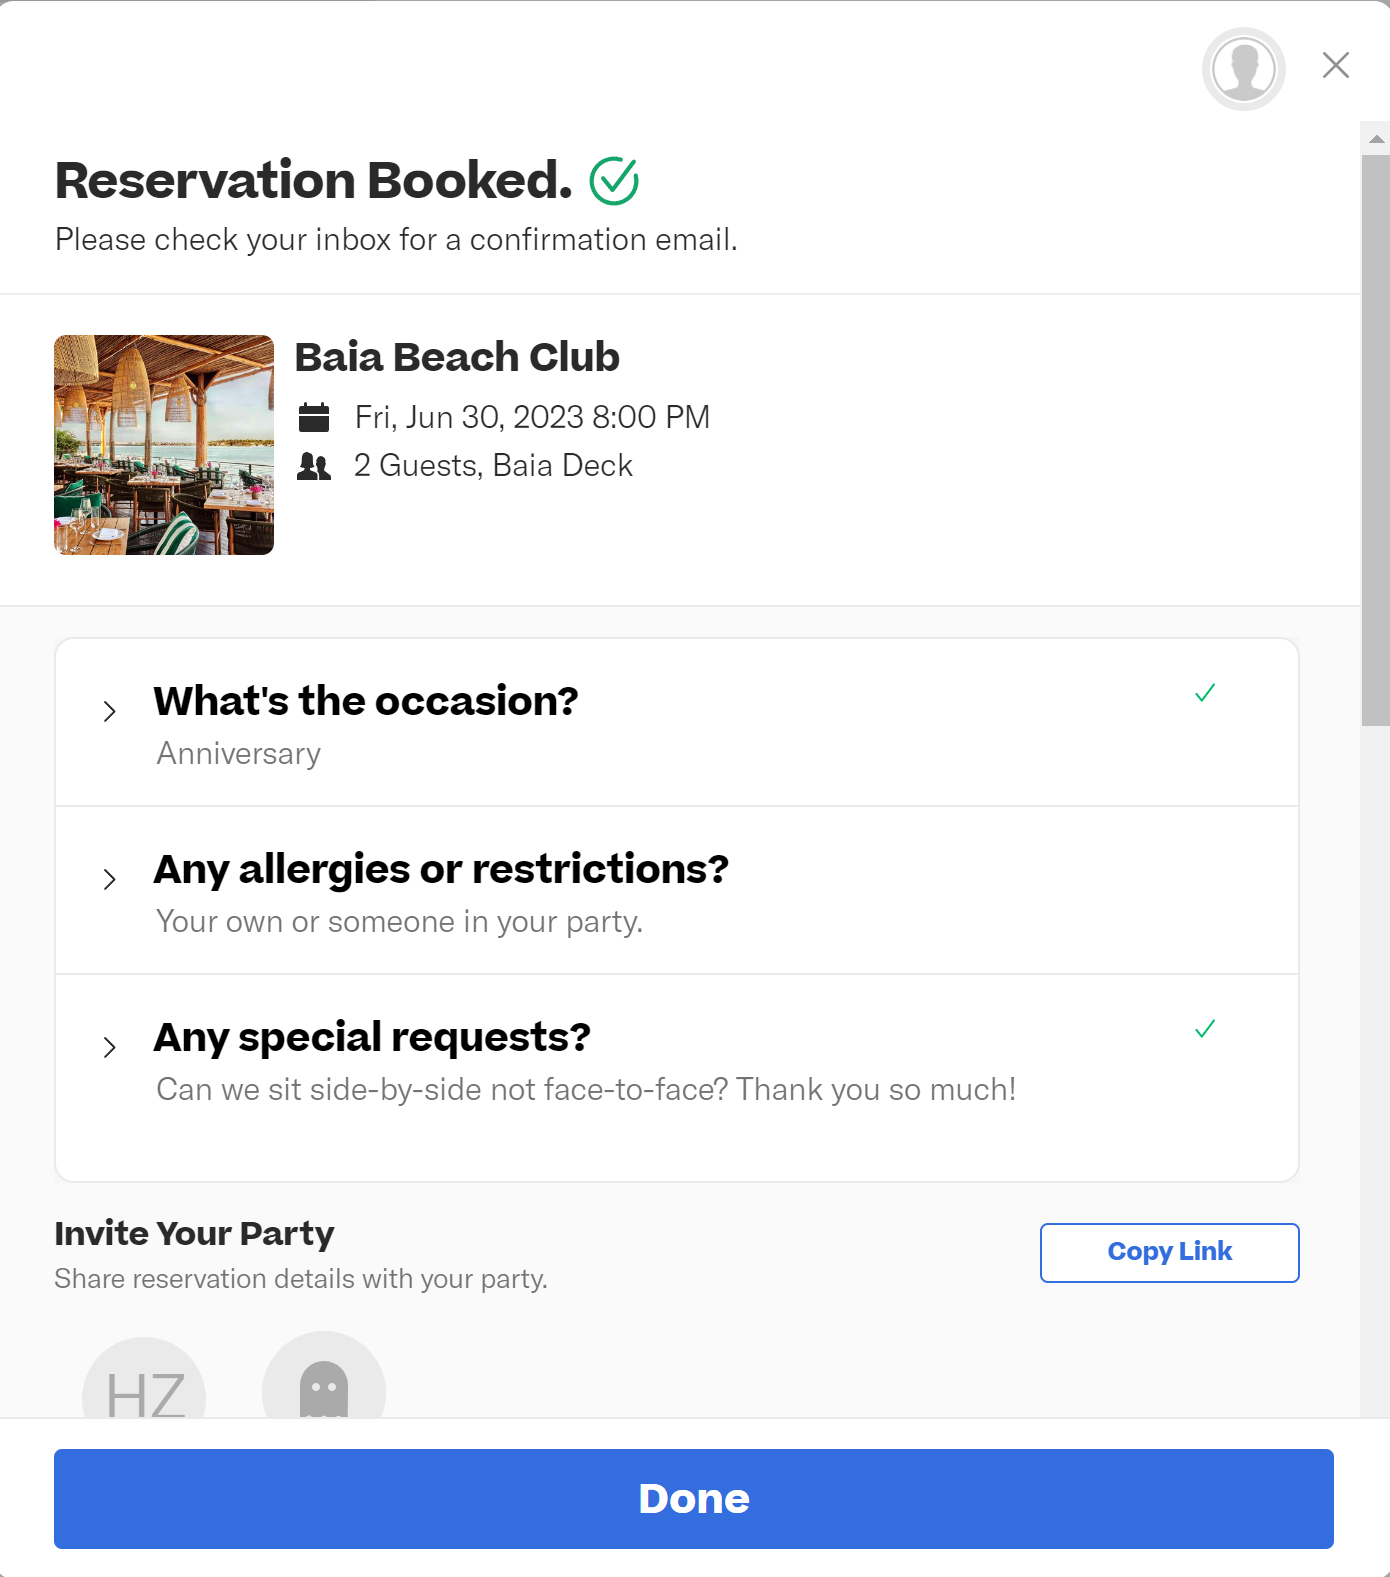 Reservation Booked.
Please check your inbox for a confirmation email.
Baia Beach Club
Fri, Jun 30, 2023 8:00 PM
2 Guests, Baia Deck
What's the occasion?
Anniversary
Any allergies or restrictions?
Your own or someone in your party.
Any special requests?
Can we sit side-by-side not face-to-face? Thank you so much!
Invite Your Party
Share reservation details with your party.
Copy Link
HZ
Done